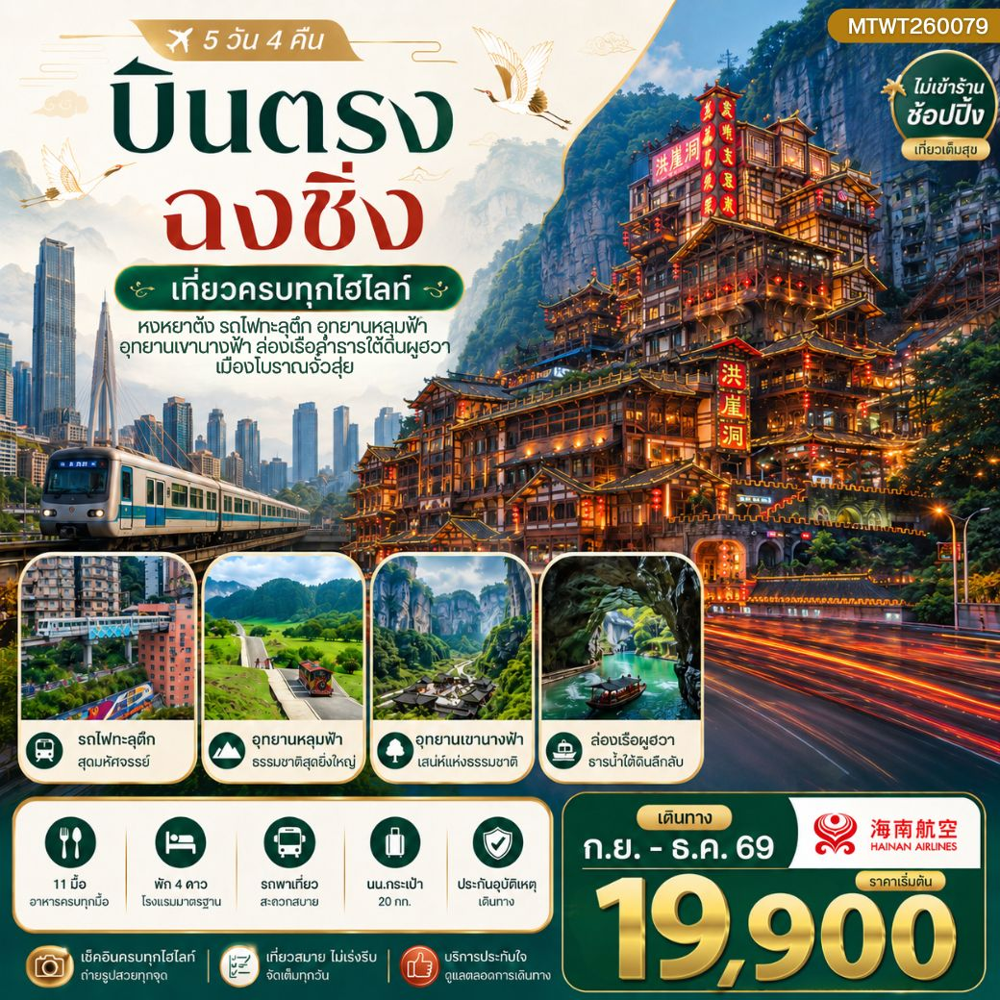 5 วัน 4 คืน
MTWT260079
บินตรง
ฉงชิ่ง
ไม่เข้าร้าน
ช้อปปิ้ง
เที่ยวเต็มสุข
เที่ยวครบทุกไฮไลท์
หงหยาต้ง รถไฟทะลุตึก อุทยานหลุมฟ้า
อุทยานเขานางฟ้า ล่องเรือลำธารใต้ดินผูฮวา
เมืองโบราณจั๋วสุ่ย
洪崖洞
洪崖洞
รถไฟทะลุตึก
สุดมหัศจรรย์
อุทยานหลุมฟ้า
ธรรมชาติสุดยิ่งใหญ่
อุทยานเขานางฟ้า
เสน่ห์แห่งธรรมชาติ
ล่องเรือผูฮวา
ธารน้ำใต้ดินลึกลับ
11 มื้อ
อาหารครบทุกมื้อ
พัก 4 ดาว
โรงแรมมาตรฐาน
รถพาเที่ยว
สะดวกสบาย
นน.กระเป๋า
20 กก.
ประกันอุบัติเหตุ
เดินทาง
เดินทาง
ก.ย. - ธ.ค. 69
海南航空
HAINAN AIRLINES
ราคาเริ่มต้น
19,900
เช็คอินครบทุกไฮไลท์
ถ่ายรูปสวยทุกจุด
เที่ยวสบาย ไม่เร่งรีบ
จัดเต็มทุกวัน
บริการประทับใจ
ดูแลตลอดการเดินทาง